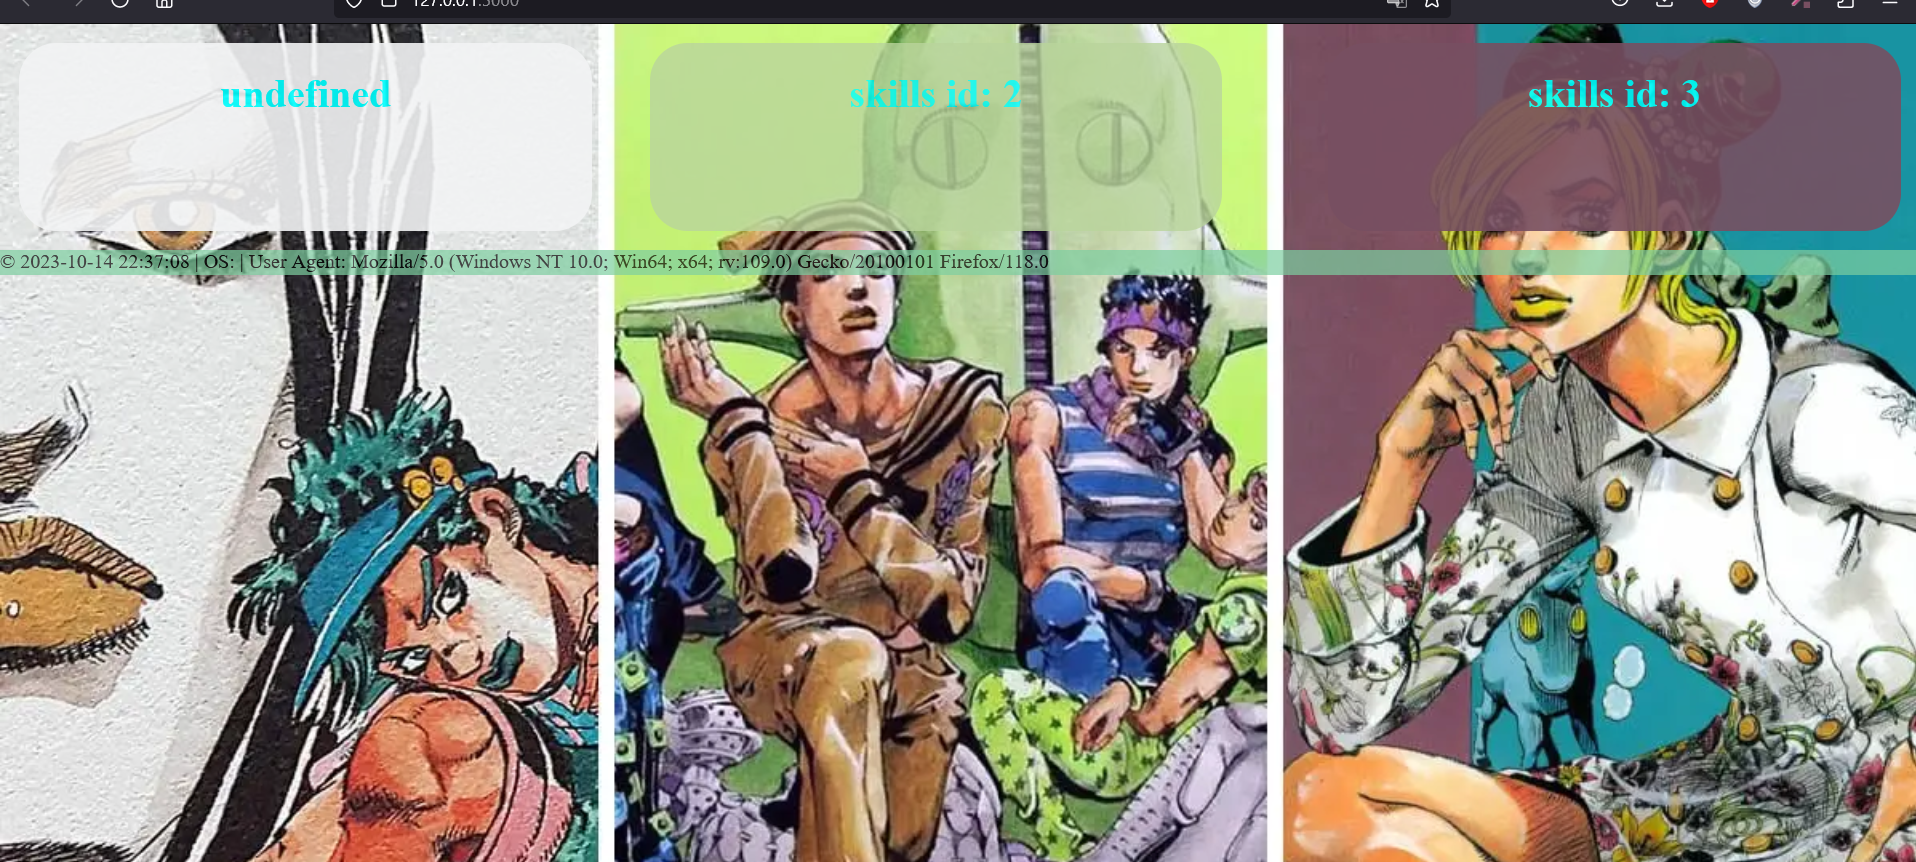 127.0.0.1:5000
undefined
skills id: 2
skills id: 3
© 2023-10-14 22:37:08 | OS: | User Agent: Mozilla/5.0 (Windows NT 10.0; Win64; x64; rv:109.0) Gecko/20100101 Firefox/118.0